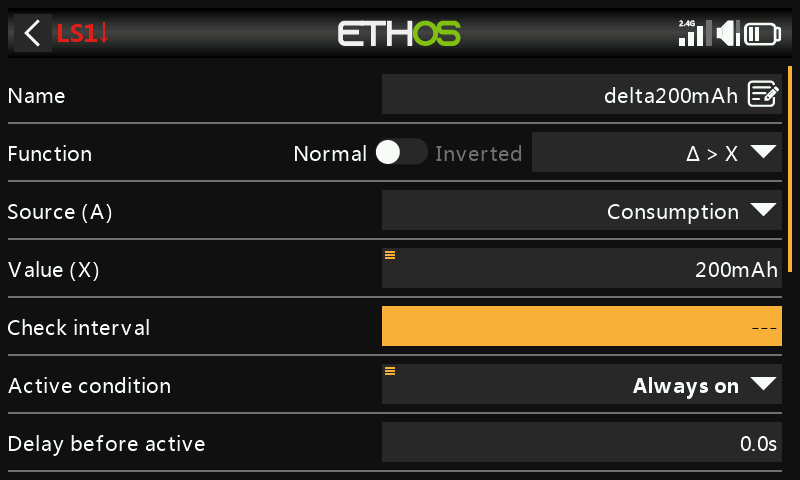 LS1↓ ETHOS 2.4G
Name delta200mAh
Function Normal Inverted Δ > X
Source (A) Consumption
Value (X) 200mAh
Check interval ---
Active condition Always on
Delay before active 0.0s